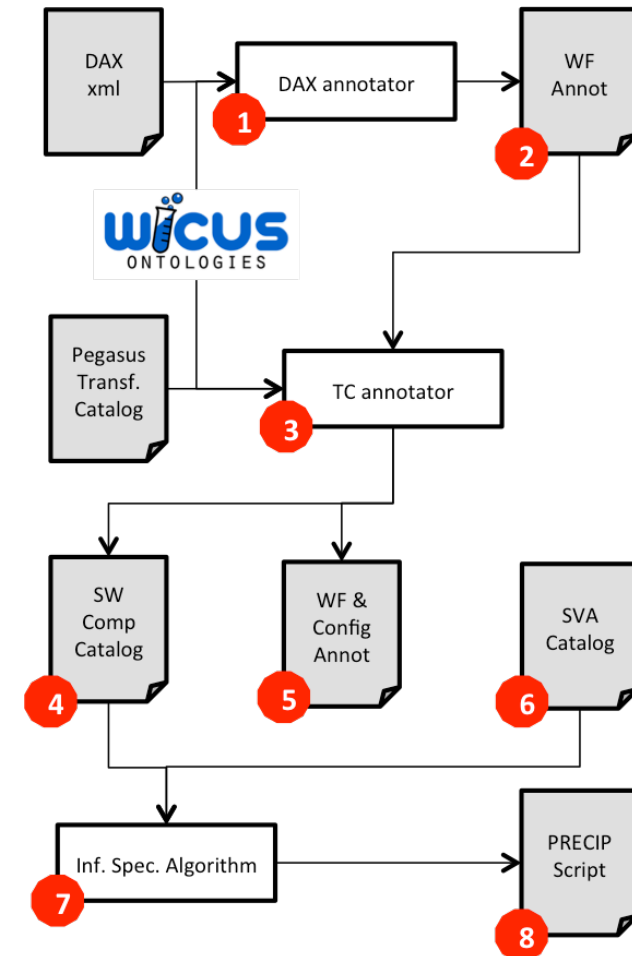 DAX
xml
DAX annotator
WF
Annot
1
2
wicus
ONTOLOGIES
Pegasus
Transf.
Catalog
TC annotator
3
SW
Comp
Catalog
WF &
Config
Annot
SVA
Catalog
4
5
6
Inf. Spec. Algorithm
PRECIP
Script
7
8